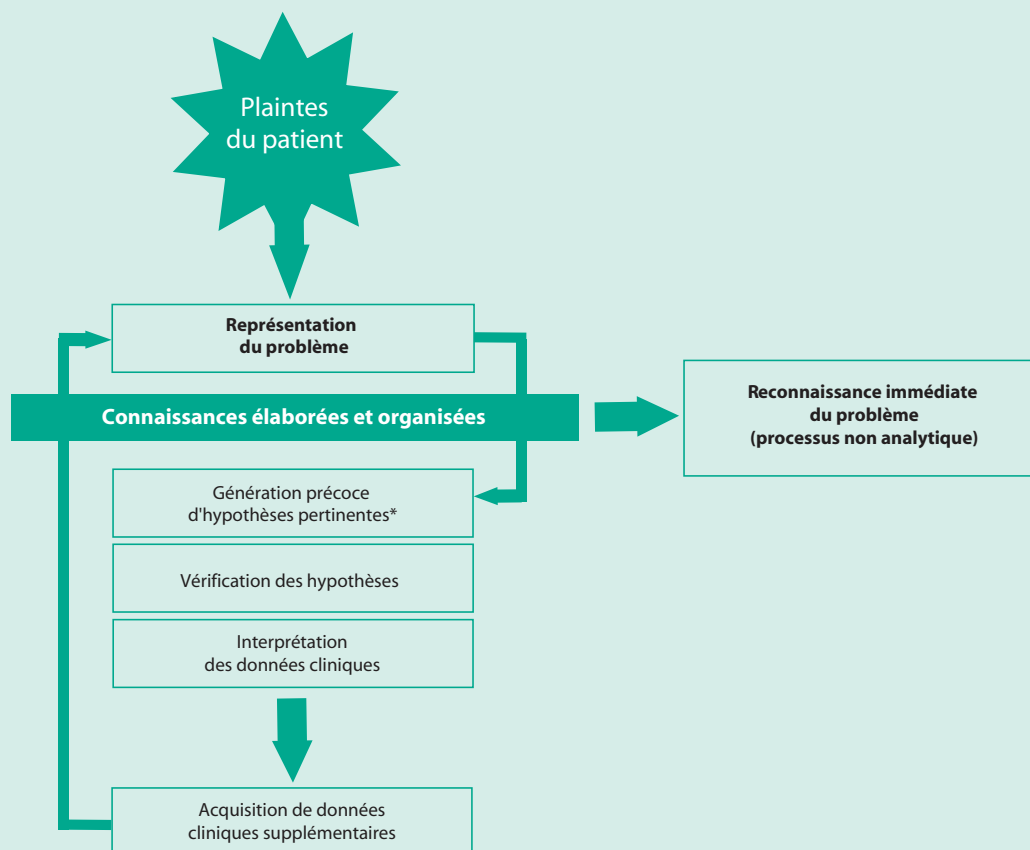 Plaintes
du patient
Représentation
du problème
Connaissances élaborées et organisées
Reconnaissance immédiate
du problème
(processus non analytique)
Génération précoce
d'hypothèses pertinentes*
Vérification des hypothèses
Interprétation
des données cliniques
Acquisition de données
cliniques supplémentaires